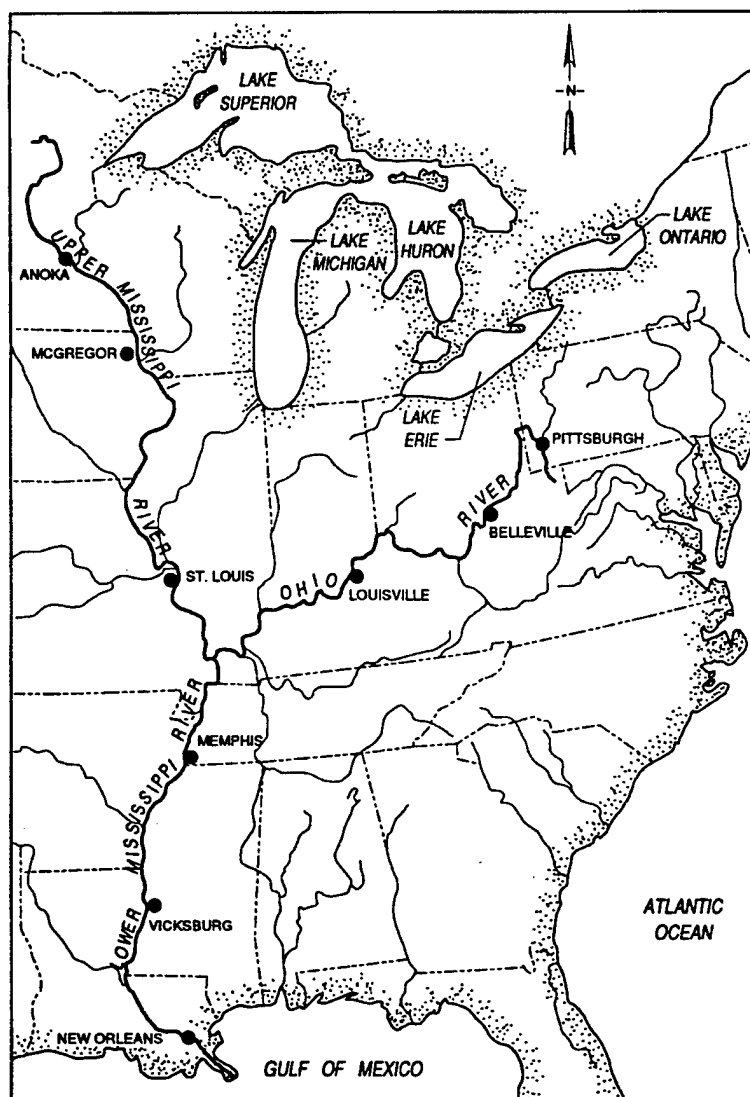 LAKE
SUPERIOR
N
LAKE
MICHIGAN
LAKE
HURON
LAKE
ONTARIO
ANOKA
UPPER MISSISSIPPI
RIVER
MCGREGOR
LAKE
ERIE
PITTSBURGH
BELLEVILLE
OHIO
RIVER
ST. LOUIS
LOUISVILLE
MEMPHIS
LOWER MISSISSIPPI RIVER
VICKSBURG
ATLANTIC
OCEAN
NEW ORLEANS
GULF OF MEXICO